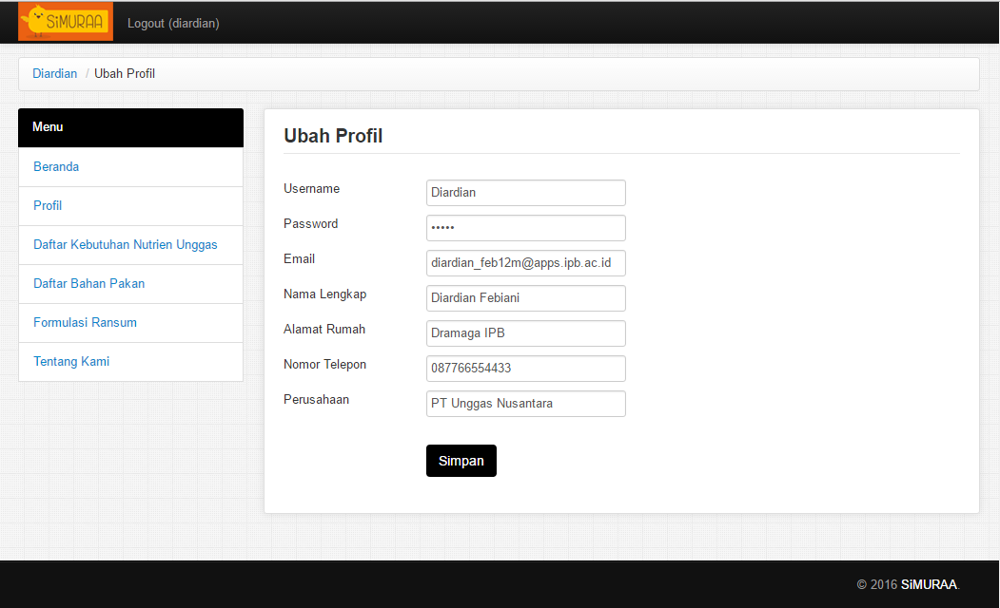 SiMURAA Logout (diardian)
Diardian / Ubah Profil
Menu
Beranda
Profil
Daftar Kebutuhan Nutrien Unggas
Daftar Bahan Pakan
Formulasi Ransum
Tentang Kami
Ubah Profil
Username Diardian
Password •••••
Email diardian_feb12m@apps.ipb.ac.id
Nama Lengkap Diardian Febiani
Alamat Rumah Dramaga IPB
Nomor Telepon 087766554433
Perusahaan PT Unggas Nusantara
Simpan
© 2016 SiMURAA.